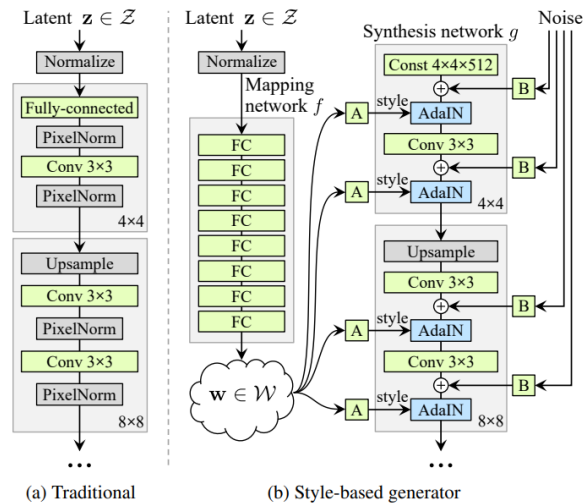 Latent z ∈ 𝒵
Normalize
Fully-connected
PixelNorm
Conv 3×3
PixelNorm
4×4
Upsample
Conv 3×3
PixelNorm
Conv 3×3
PixelNorm
8×8
...
(a) Traditional
Latent z ∈ 𝒵
Normalize
Mapping
network f
FC
FC
FC
FC
FC
FC
FC
FC
w ∈ 𝒲
A
style
A
style
A
style
A
style
Synthesis network g
Noise
Const 4×4×512
B
AdaIN
Conv 3×3
B
AdaIN
4×4
Upsample
Conv 3×3
B
AdaIN
Conv 3×3
B
AdaIN
8×8
...
(b) Style-based generator